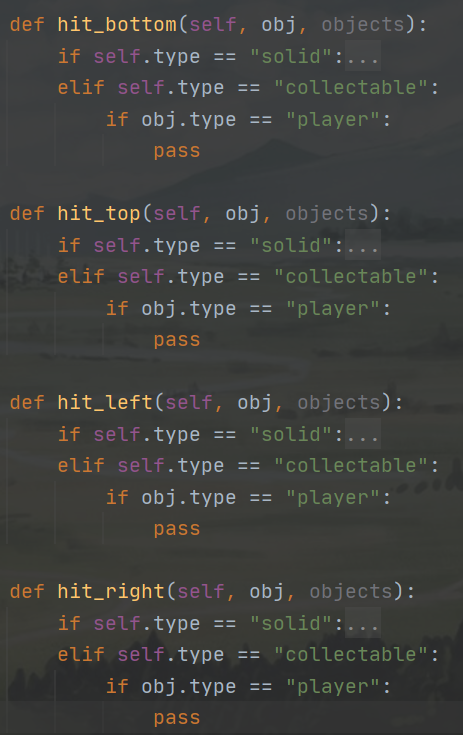 def hit_bottom(self, obj, objects):
    if self.type == "solid":...
    elif self.type == "collectable":
        if obj.type == "player":
            pass

def hit_top(self, obj, objects):
    if self.type == "solid":...
    elif self.type == "collectable":
        if obj.type == "player":
            pass

def hit_left(self, obj, objects):
    if self.type == "solid":...
    elif self.type == "collectable":
        if obj.type == "player":
            pass

def hit_right(self, obj, objects):
    if self.type == "solid":...
    elif self.type == "collectable":
        if obj.type == "player":
            pass